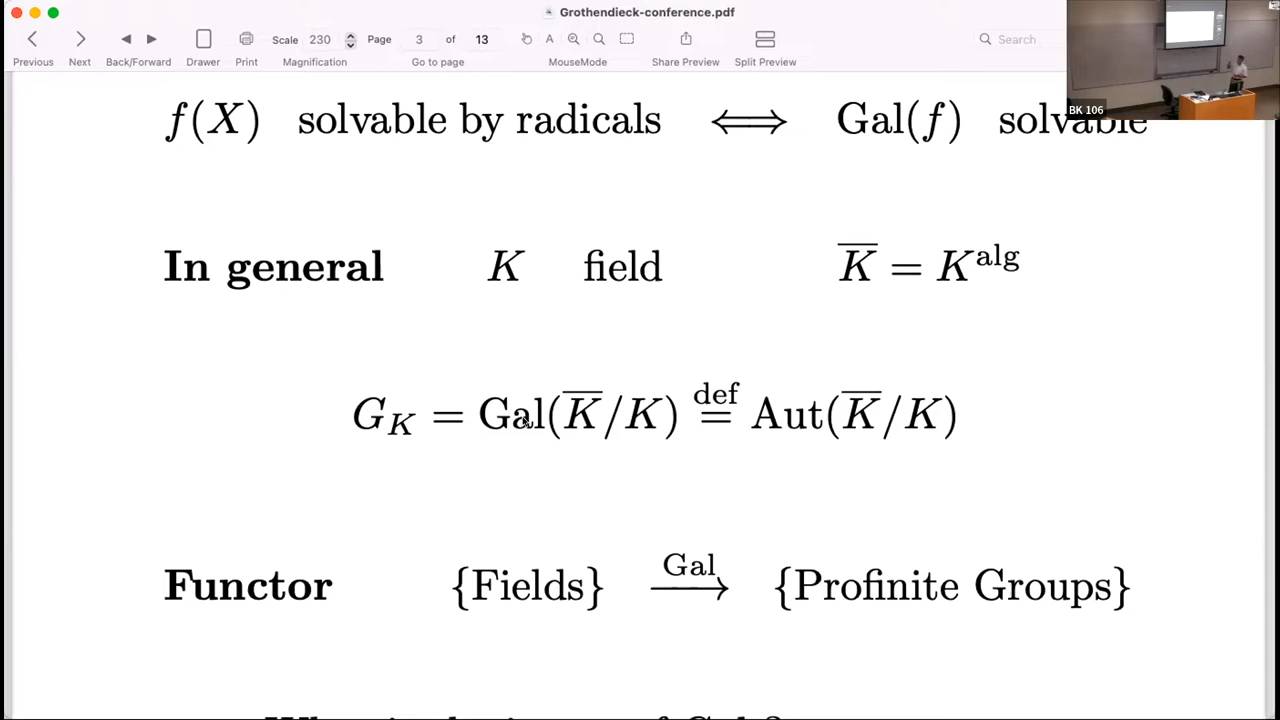 Grothendieck-conference.pdf
Scale 230 Page 3 of 13 Search
Previous Next Back/Forward Drawer Print Magnification Go to page MouseMode Share Preview Split Preview
BK 106
f(X) solvable by radicals ⟺ Gal(f) solvable
In general K field K̅ = K^alg
G_K = Gal(K̅/K) ≝ Aut(K̅/K)
Functor {Fields} Gal⟶ {Profinite Groups}